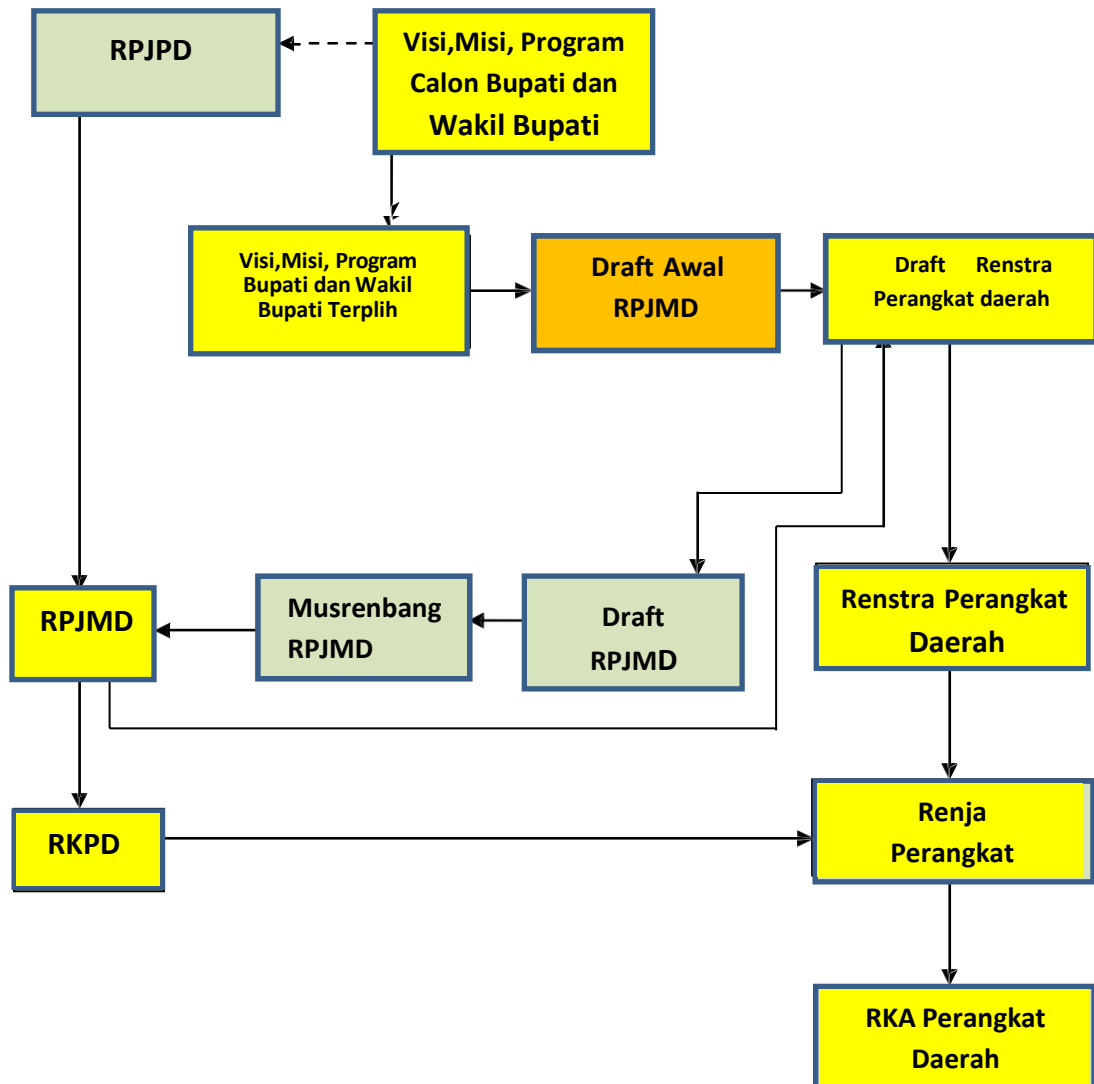 RPJPD
Visi,Misi, Program
Calon Bupati dan
Wakil Bupati
Visi,Misi, Program
Bupati dan Wakil
Bupati Terplih
Draft Awal
RPJMD
Draft Renstra
Perangkat daerah
RPJMD
Musrenbang
RPJMD
Draft
RPJMD
Renstra Perangkat
Daerah
RKPD
Renja
Perangkat
RKA Perangkat
Daerah